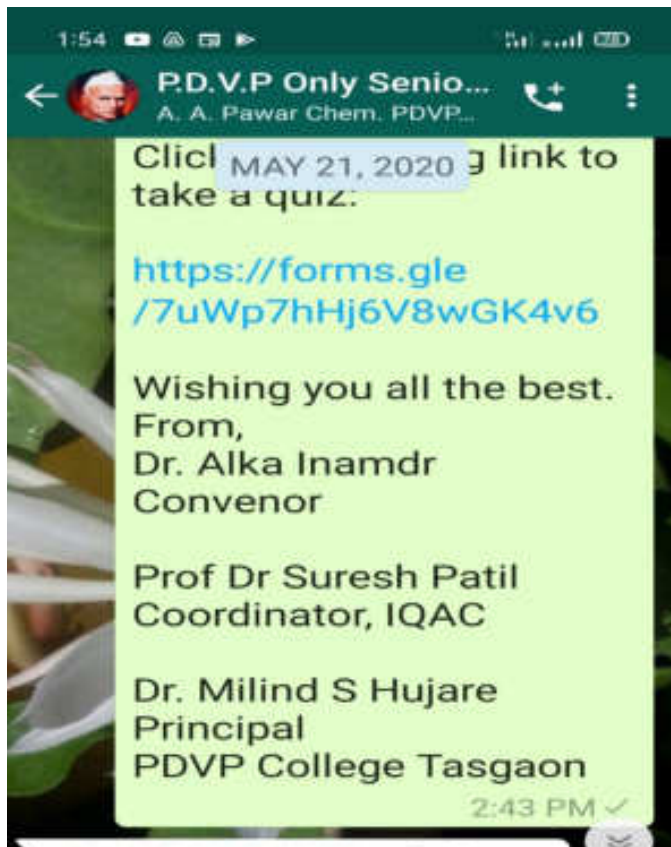 1:54
P.D.V.P Only Senio...
A. A. Pawar Chem. PDVP...
MAY 21, 2020
link to
take a quiz:
https://forms.gle
/7uWp7hHj6V8wGK4v6
Wishing you all the best.
From,
Dr. Alka Inamdr
Convenor
Prof Dr Suresh Patil
Coordinator, IQAC
Dr. Milind S Hujare
Principal
PDVP College Tasgaon
2:43 PM